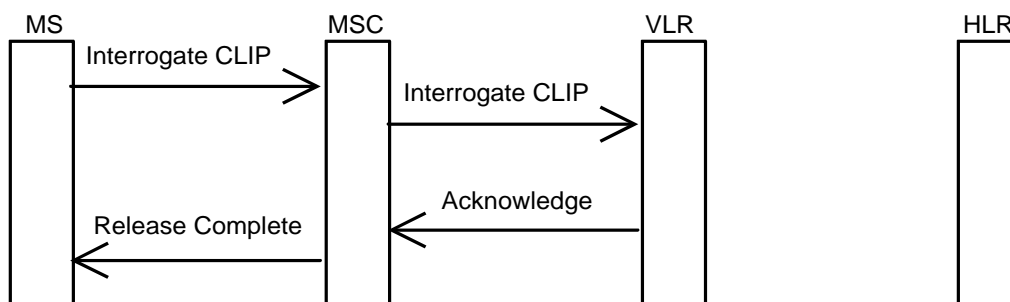 MS MSC VLR HLR
Interrogate CLIP
Interrogate CLIP
Acknowledge
Release Complete